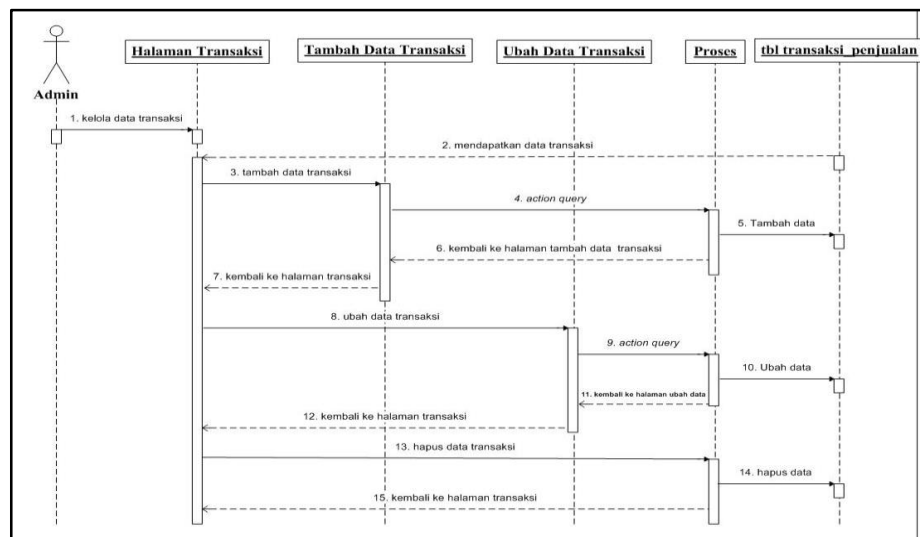 Halaman Transaksi
Tambah Data Transaksi
Ubah Data Transaksi
Proses
tbl transaksi_penjualan
Admin
1. kelola data transaksi
2. mendapatkan data transaksi
3. tambah data transaksi
4. action query
5. Tambah data
6. kembali ke halaman tambah data transaksi
7. kembali ke halaman transaksi
8. ubah data transaksi
9. action query
10. Ubah data
11. kembali ke halaman ubah data
12. kembali ke halaman transaksi
13. hapus data transaksi
14. hapus data
15. kembali ke halaman transaksi